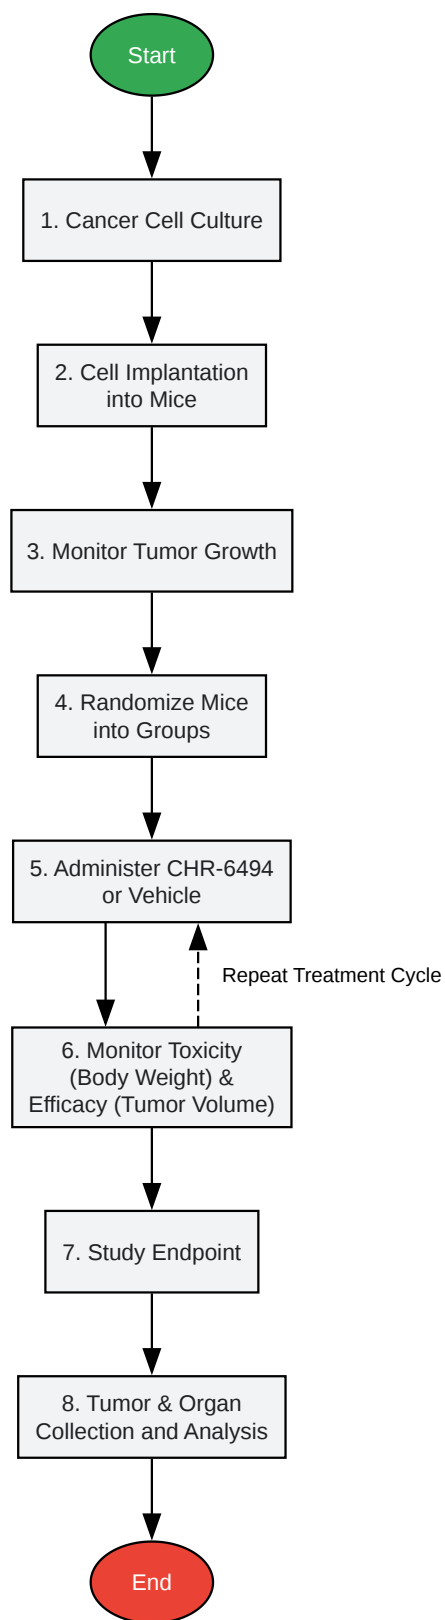 Start
1. Cancer Cell Culture
2. Cell Implantation
into Mice
3. Monitor Tumor Growth
4. Randomize Mice
into Groups
5. Administer CHR-6494
or Vehicle
Repeat Treatment Cycle
6. Monitor Toxicity
(Body Weight) &
Efficacy (Tumor Volume)
7. Study Endpoint
8. Tumor & Organ
Collection and Analysis
End